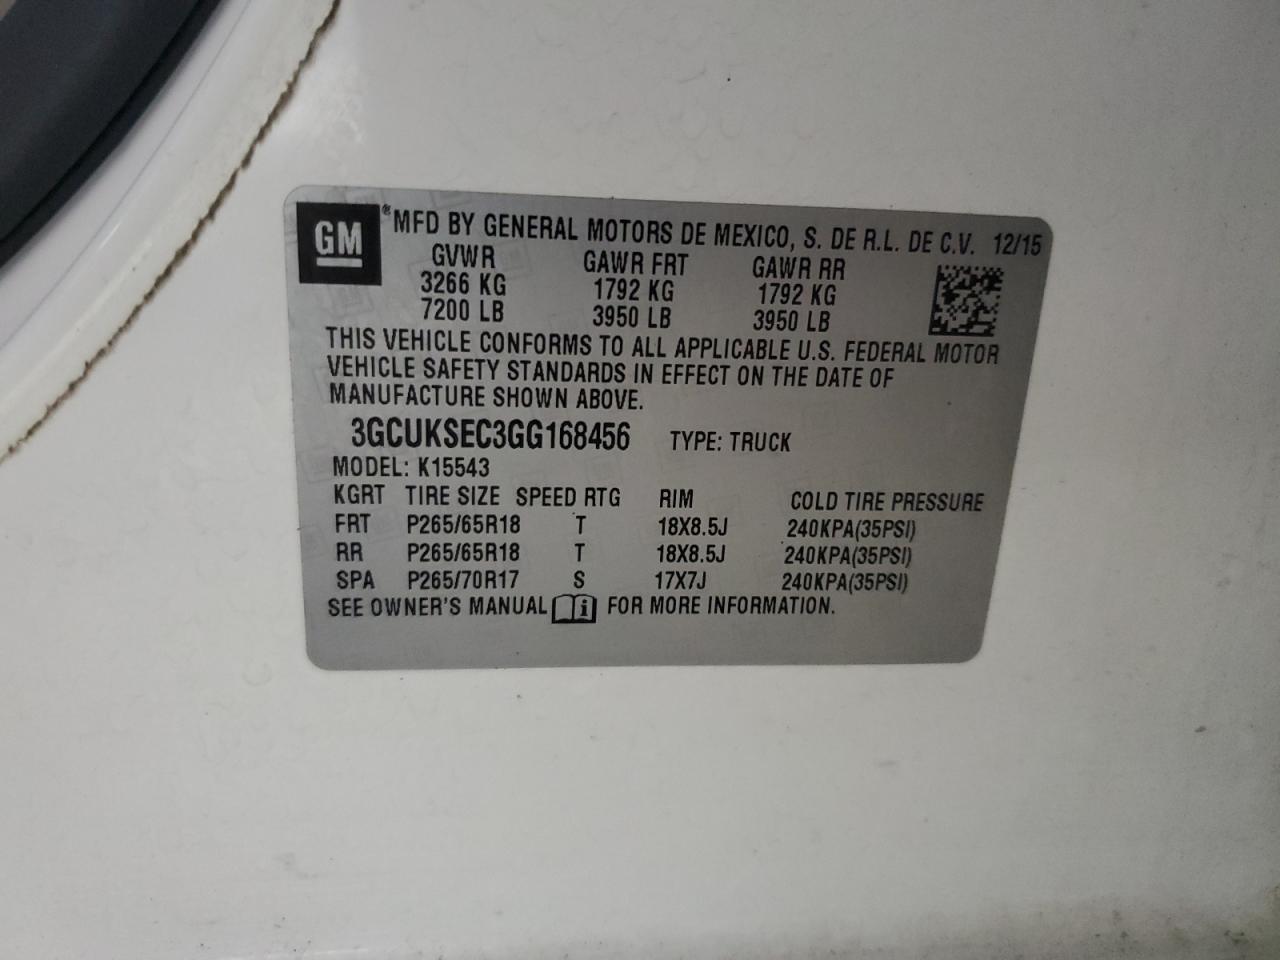 GM ® MFD BY GENERAL MOTORS DE MEXICO, S. DE R.L. DE C.V. 12/15
GVWR GAWR FRT GAWR RR
3266 KG 1792 KG 1792 KG
7200 LB 3950 LB 3950 LB
THIS VEHICLE CONFORMS TO ALL APPLICABLE U.S. FEDERAL MOTOR
VEHICLE SAFETY STANDARDS IN EFFECT ON THE DATE OF
MANUFACTURE SHOWN ABOVE.
3GCUKSEC3GG168456 TYPE: TRUCK
MODEL: K15543
KGRT TIRE SIZE SPEED RTG RIM COLD TIRE PRESSURE
FRT P265/65R18 T 18X8.5J 240KPA(35PSI)
RR P265/65R18 T 18X8.5J 240KPA(35PSI)
SPA P265/70R17 S 17X7J 240KPA(35PSI)
SEE OWNER'S MANUAL i FOR MORE INFORMATION.